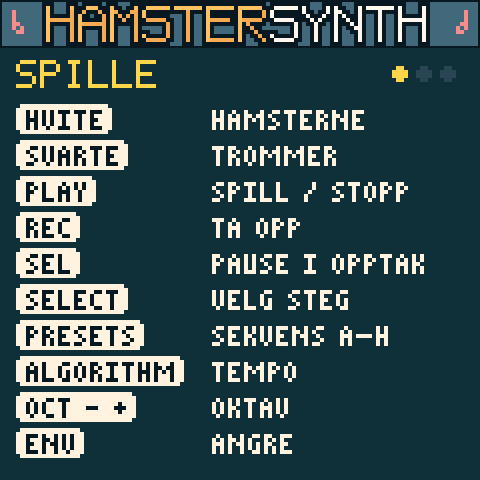 HAMSTERSYNTH
SPILLE
HVITE HAMSTERNE
SVARTE TROMMER
PLAY SPILL / STOPP
REC TA OPP
SEL PAUSE I OPPTAK
SELECT VELG STEG
PRESETS SEKVENS A-H
ALGORITHM TEMPO
OCT - + OKTAV
ENV ANGRE